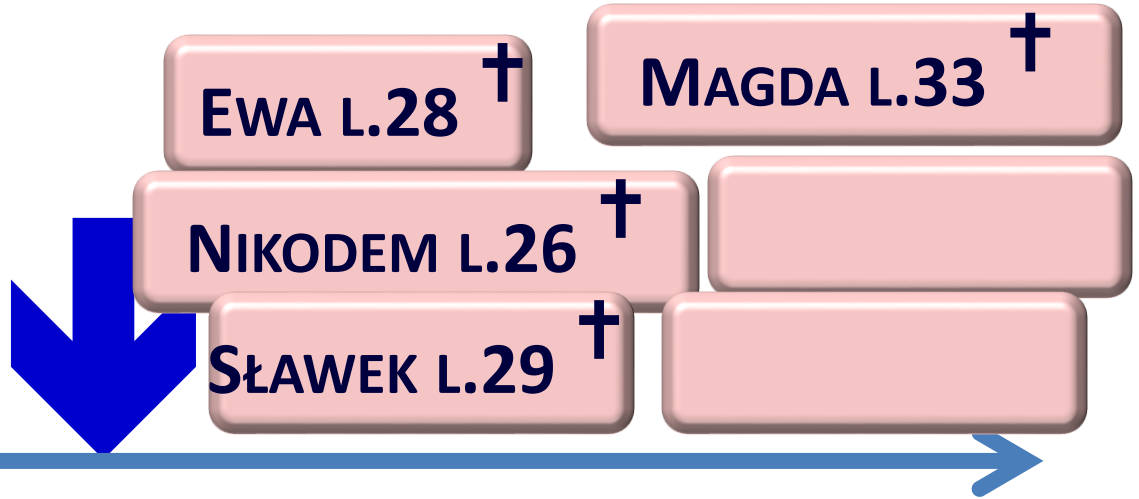 Ewa l.28 †
Magda l.33 †
Nikodem l.26 †
Sławek l.29 †